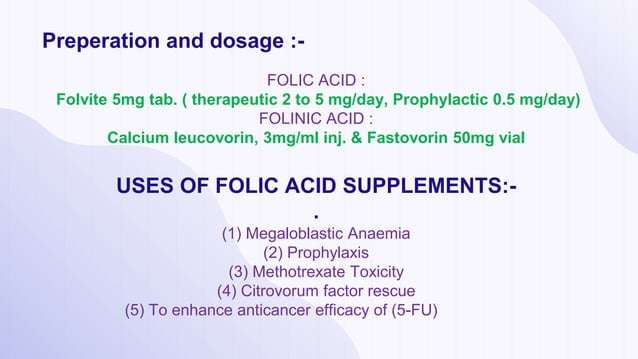 Preperation and dosage :-
FOLIC ACID :
Folvite 5mg tab. ( therapeutic 2 to 5 mg/day, Prophylactic 0.5 mg/day)
FOLINIC ACID :
Calcium leucovorin, 3mg/ml inj. & Fastovorin 50mg vial
USES OF FOLIC ACID SUPPLEMENTS:-
.
(1) Megaloblastic Anaemia
(2) Prophylaxis
(3) Methotrexate Toxicity
(4) Citrovorum factor rescue
(5) To enhance anticancer efficacy of (5-FU)